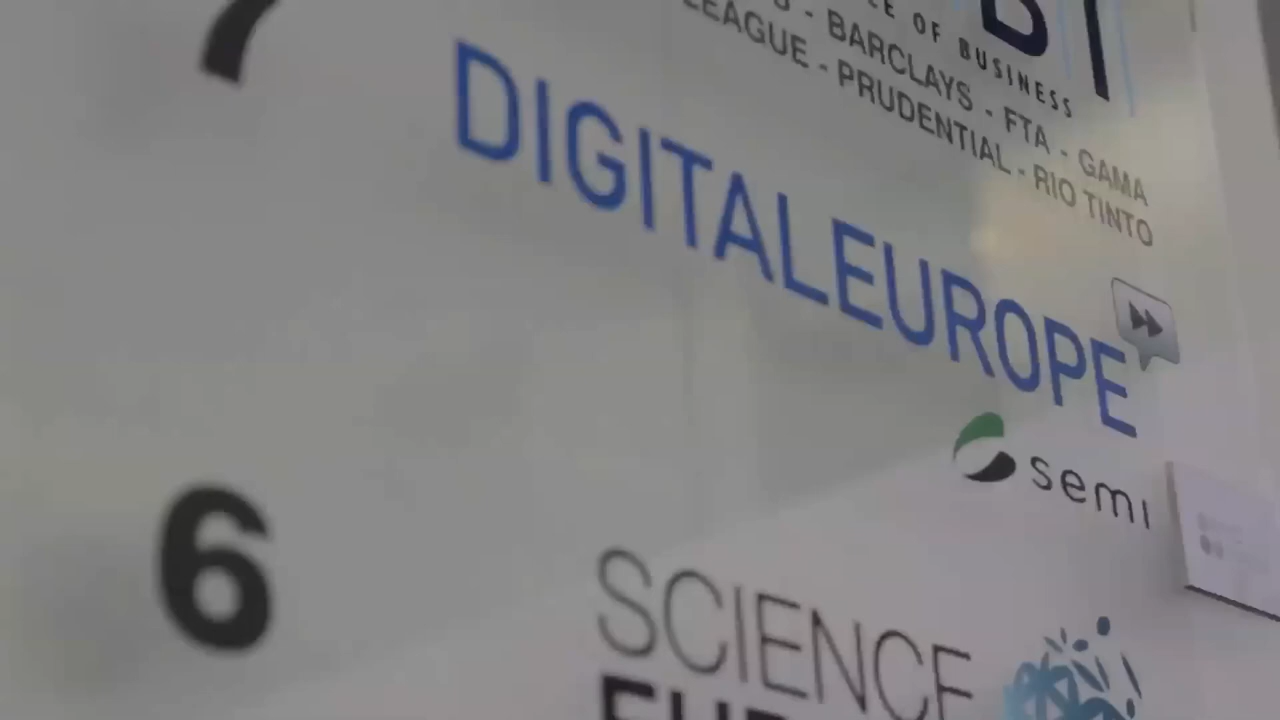 7
OF BUSINESS
- BARCLAYS - FTA - GAMA
LEAGUE - PRUDENTIAL - RIO TINTO
DIGITALEUROPE
semi
6
SCIENCE